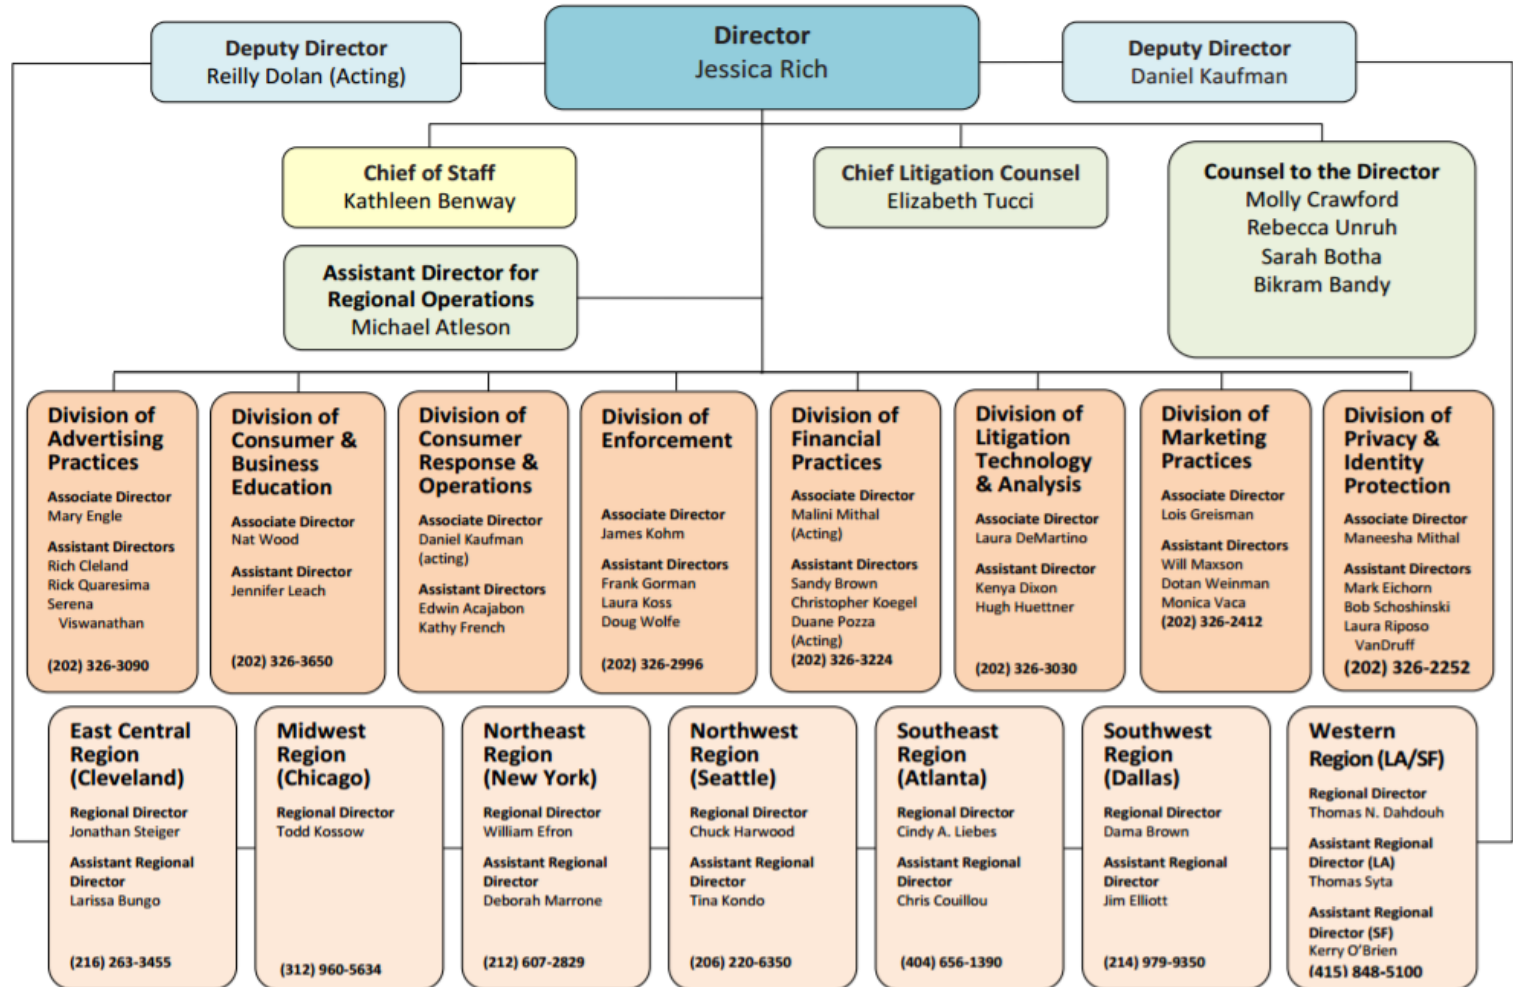 Deputy Director
Reilly Dolan (Acting)
Director
Jessica Rich
Deputy Director
Daniel Kaufman
Chief of Staff
Kathleen Benway
Chief Litigation Counsel
Elizabeth Tucci
Counsel to the Director
Molly Crawford
Rebecca Unruh
Sarah Botha
Bikram Bandy
Assistant Director for
Regional Operations
Michael Atleson
Division of
Advertising
Practices
Associate Director
Mary Engle
Assistant Directors
Rich Cleland
Rick Quaresima
Serena
Viswanathan
(202) 326-3090
Division of
Consumer &
Business
Education
Associate Director
Nat Wood
Assistant Director
Jennifer Leach
(202) 326-3650
Division of
Consumer
Response &
Operations
Associate Director
Daniel Kaufman
(acting)
Assistant Directors
Edwin Acajabon
Kathy French
Division of
Enforcement
Associate Director
James Kohm
Assistant Directors
Frank Gorman
Laura Koss
Doug Wolfe
(202) 326-2996
Division of
Financial
Practices
Associate Director
Malini Mithal
(Acting)
Assistant Directors
Sandy Brown
Christopher Koegel
Duane Pozza
(Acting)
(202) 326-3224
Division of
Litigation
Technology
& Analysis
Associate Director
Laura DeMartino
Assistant Director
Kenya Dixon
Hugh Huettner
(202) 326-3030
Division of
Marketing
Practices
Associate Director
Lois Greisman
Assistant Directors
Will Maxson
Dotan Weinman
Monica Vaca
(202) 326-2412
Division of
Privacy &
Identity
Protection
Associate Director
Maneesha Mithal
Assistant Directors
Mark Eichorn
Bob Schoshinski
Laura Riposo
VanDruff
(202) 326-2252
East Central
Region
(Cleveland)
Regional Director
Jonathan Steiger
Assistant Regional
Director
Larissa Bungo
(216) 263-3455
Midwest
Region
(Chicago)
Regional Director
Todd Kossow
(312) 960-5634
Northeast
Region
(New York)
Regional Director
William Efron
Assistant Regional
Director
Deborah Marrone
(212) 607-2829
Northwest
Region
(Seattle)
Regional Director
Chuck Harwood
Assistant Regional
Director
Tina Kondo
(206) 220-6350
Southeast
Region
(Atlanta)
Regional Director
Cindy A. Liebes
Assistant Regional
Director
Chris Couillou
(404) 656-1390
Southwest
Region
(Dallas)
Regional Director
Dama Brown
Assistant Regional
Director
Jim Elliott
(214) 979-9350
Western
Region (LA/SF)
Regional Director
Thomas N. Dahdouh
Assistant Regional
Director (LA)
Thomas Syta
Assistant Regional
Director (SF)
Kerry O’Brien
(415) 848-5100